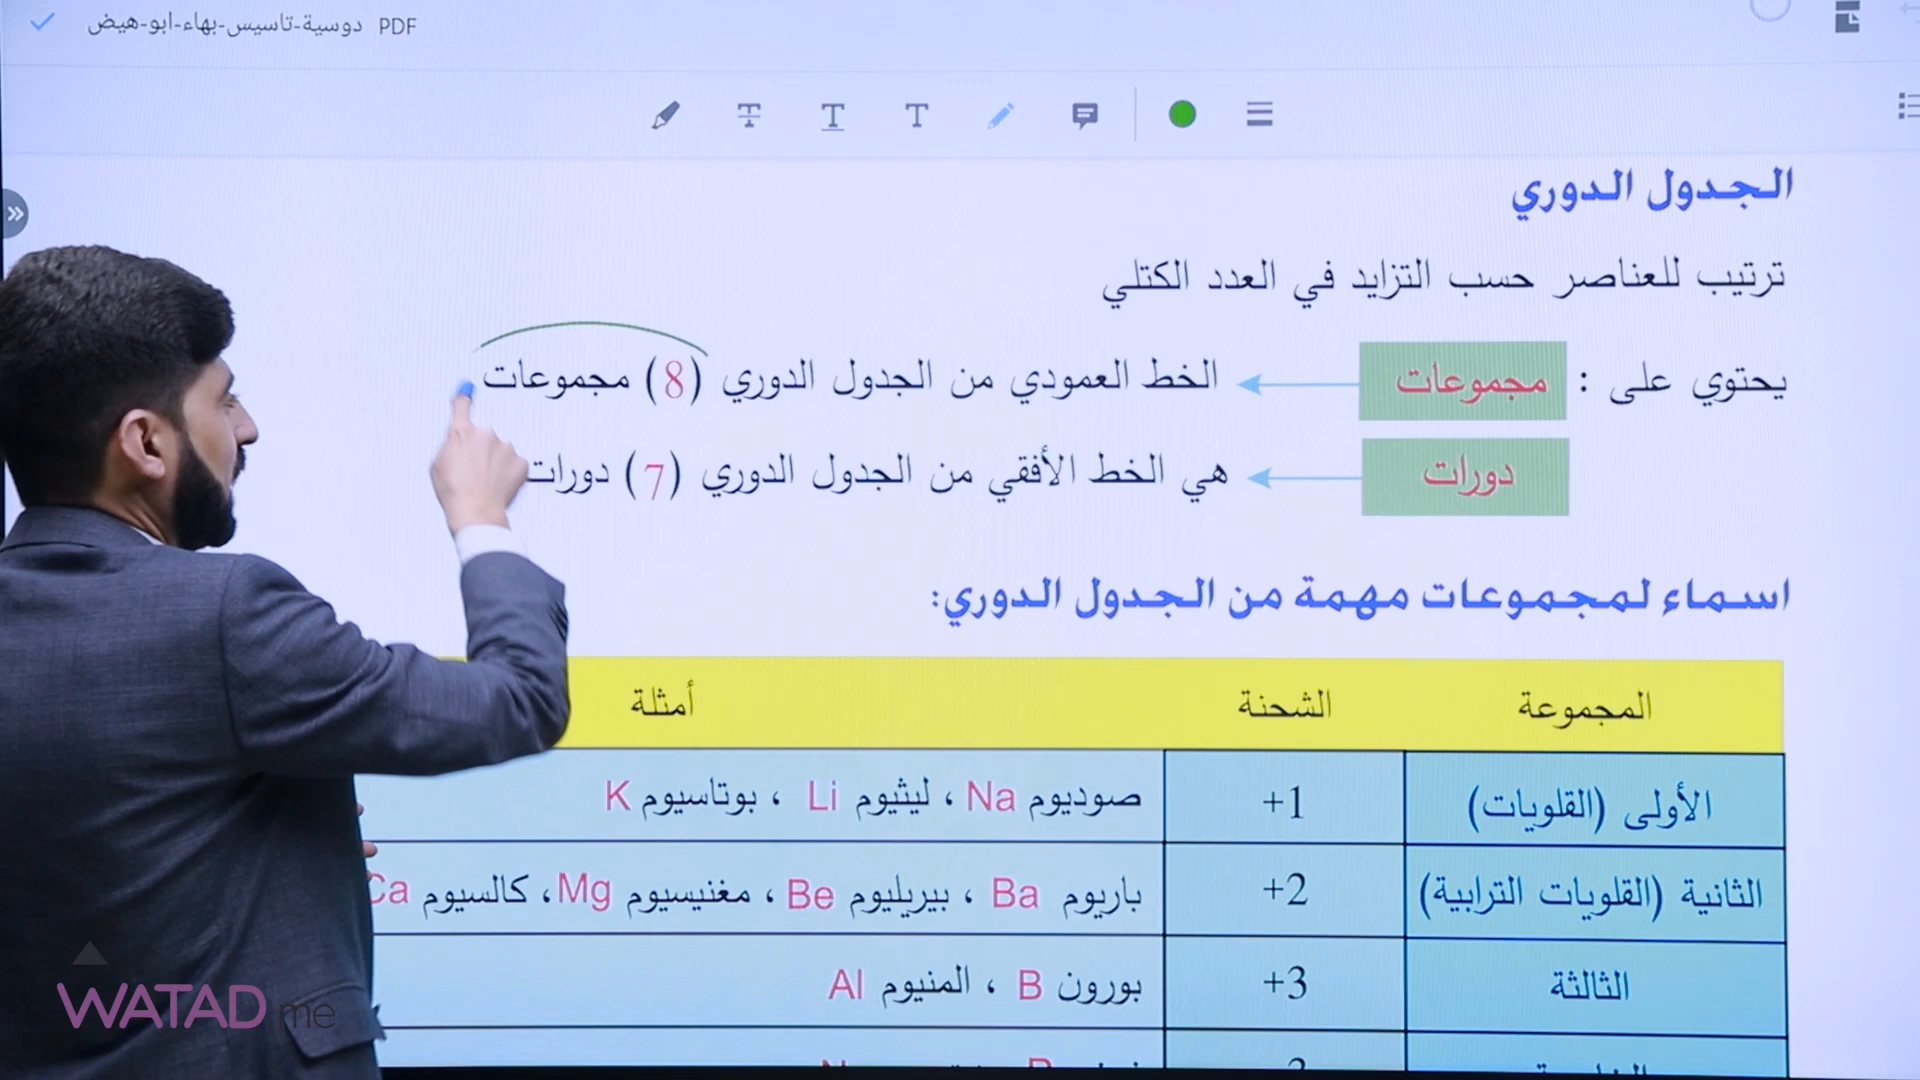 دوسية-تاسيس-بهاء-ابو-هيض PDF
الجدول الدوري
ترتيب للعناصر حسب التزايد في العدد الكتلي
يحتوي على : مجموعات الخط العمودي من الجدول الدوري (8) مجموعات
دورات هي الخط الأفقي من الجدول الدوري (7) دورات
اسماء لمجموعات مهمة من الجدول الدوري:
المجموعة الشحنة أمثلة
الأولى (القلويات) +1 صوديوم Na ، ليثيوم Li ، بوتاسيوم K
الثانية (القلويات الترابية) +2 باريوم Ba ، بيريليوم Be ، مغنيسيوم Mg ، كالسيوم Ca
الثالثة +3 بورون B ، المنيوم Al
WATAD me